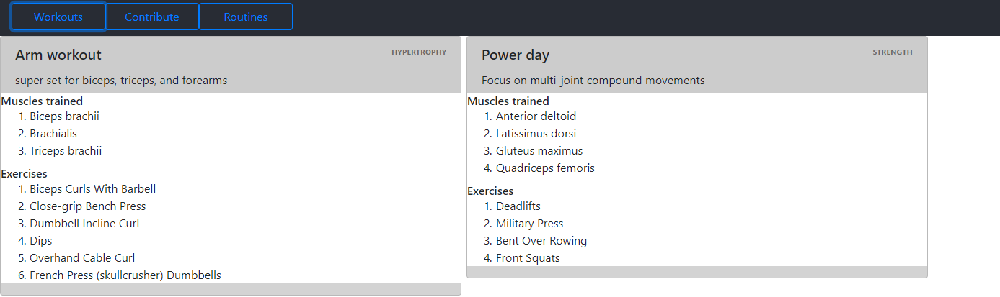 Workouts Contribute Routines
Arm workout HYPERTROPHY
super set for biceps, triceps, and forearms
Muscles trained
1. Biceps brachii
2. Brachialis
3. Triceps brachii
Exercises
1. Biceps Curls With Barbell
2. Close-grip Bench Press
3. Dumbbell Incline Curl
4. Dips
5. Overhand Cable Curl
6. French Press (skullcrusher) Dumbbells
Power day STRENGTH
Focus on multi-joint compound movements
Muscles trained
1. Anterior deltoid
2. Latissimus dorsi
3. Gluteus maximus
4. Quadriceps femoris
Exercises
1. Deadlifts
2. Military Press
3. Bent Over Rowing
4. Front Squats